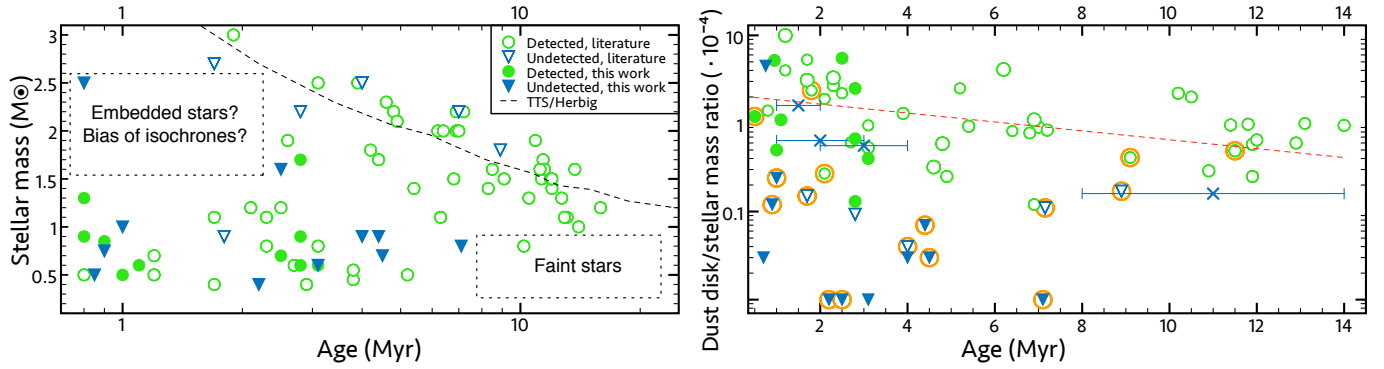 1 10
3
2.5
2
1.5
1
0.5
Stellar mass (M☉)
Detected, literature
Undetected, literature
Detected, this work
Undetected, this work
TTS/Herbig
Embedded stars?
Bias of isochrones?
Faint stars
1 10
Age (Myr)
2 4 6 8 10 12 14
10
1
0.1
Dust disk/stellar mass ratio ( · 10⁻⁴)
2 4 6 8 10 12 14
Age (Myr)